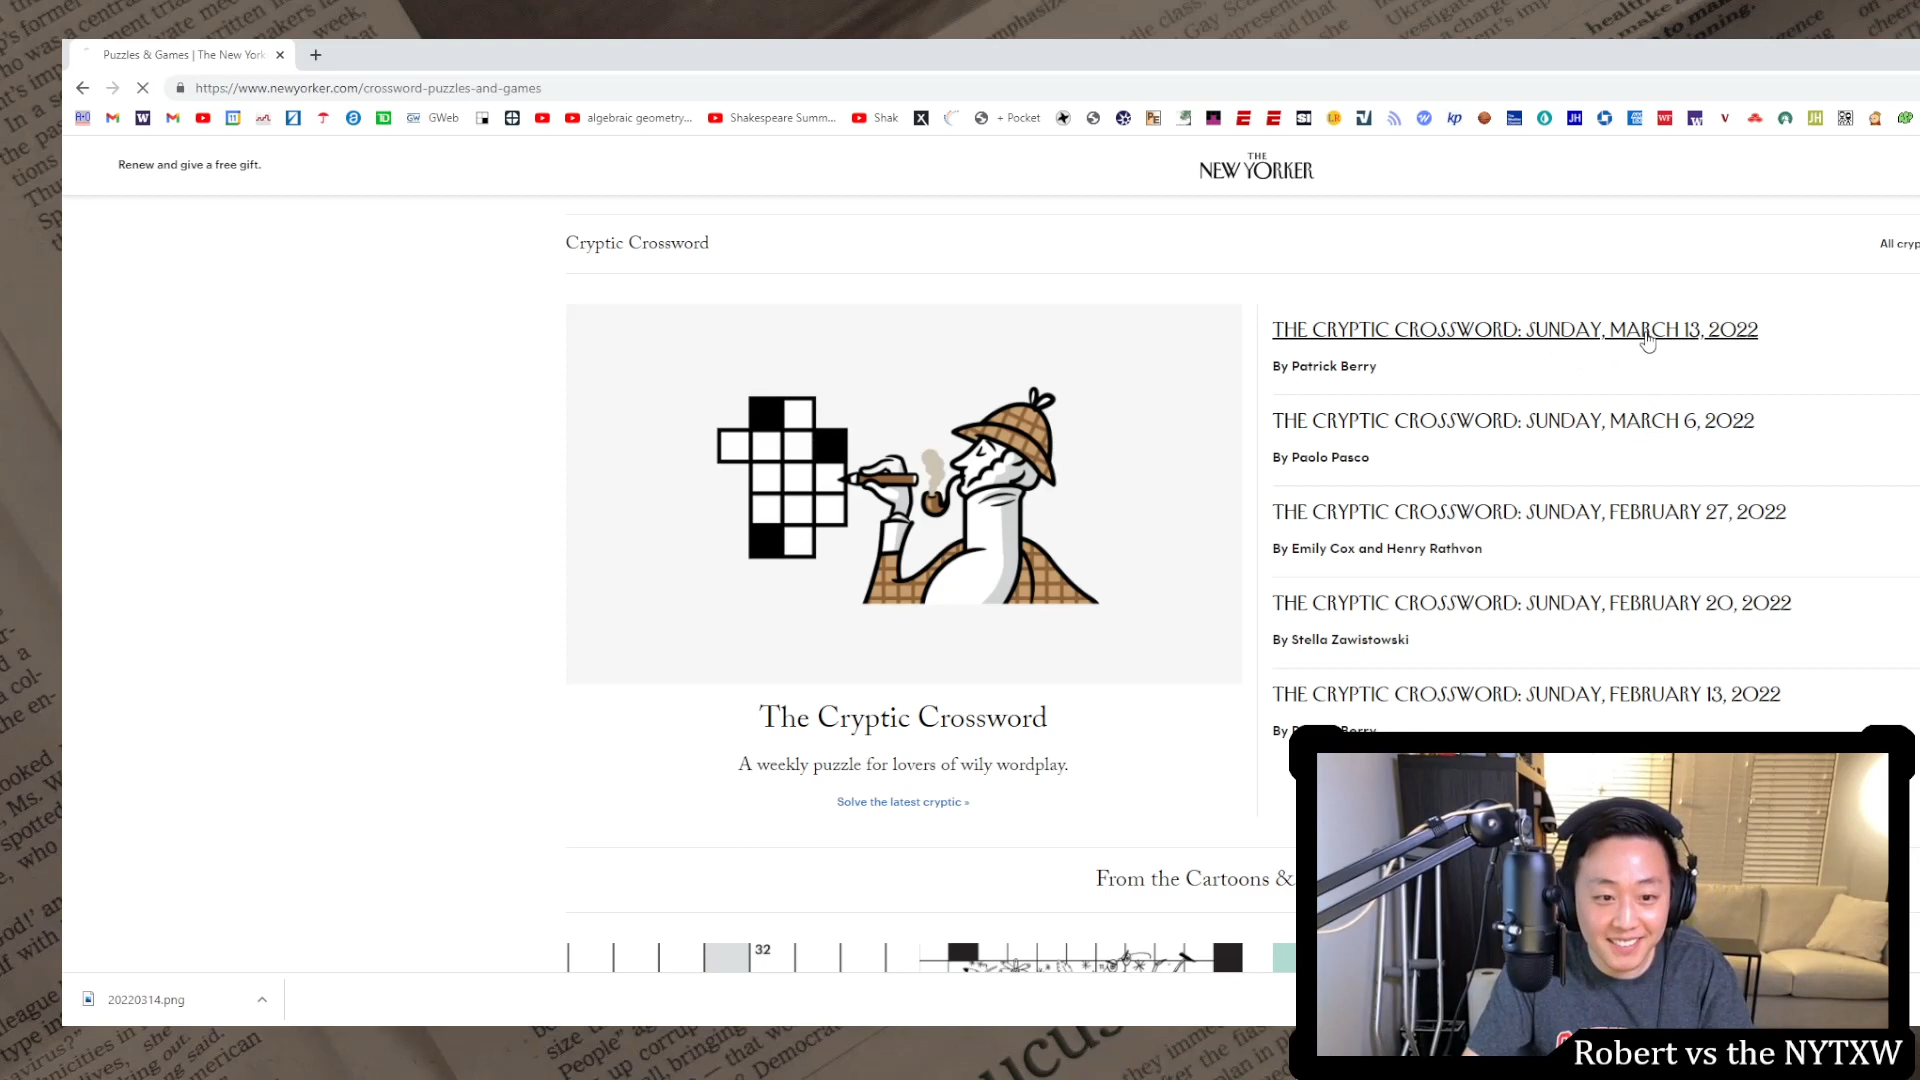 Puzzles & Games | The New York
https://www.newyorker.com/crossword-puzzles-and-games
GWeb
algebraic geometry...
Shakespeare Summ...
Shak
+ Pocket
Renew and give a free gift.
THE
NEW YORKER
Cryptic Crossword
All cryp
THE CRYPTIC CROSSWORD: SUNDAY, MARCH 13, 2022
By Patrick Berry
THE CRYPTIC CROSSWORD: SUNDAY, MARCH 6, 2022
By Paolo Pasco
THE CRYPTIC CROSSWORD: SUNDAY, FEBRUARY 27, 2022
By Emily Cox and Henry Rathvon
THE CRYPTIC CROSSWORD: SUNDAY, FEBRUARY 20, 2022
By Stella Zawistowski
THE CRYPTIC CROSSWORD: SUNDAY, FEBRUARY 13, 2022
By
The Cryptic Crossword
A weekly puzzle for lovers of wily wordplay.
Solve the latest cryptic »
From the Cartoons &
32
20220314.png
Robert vs the NYTXW